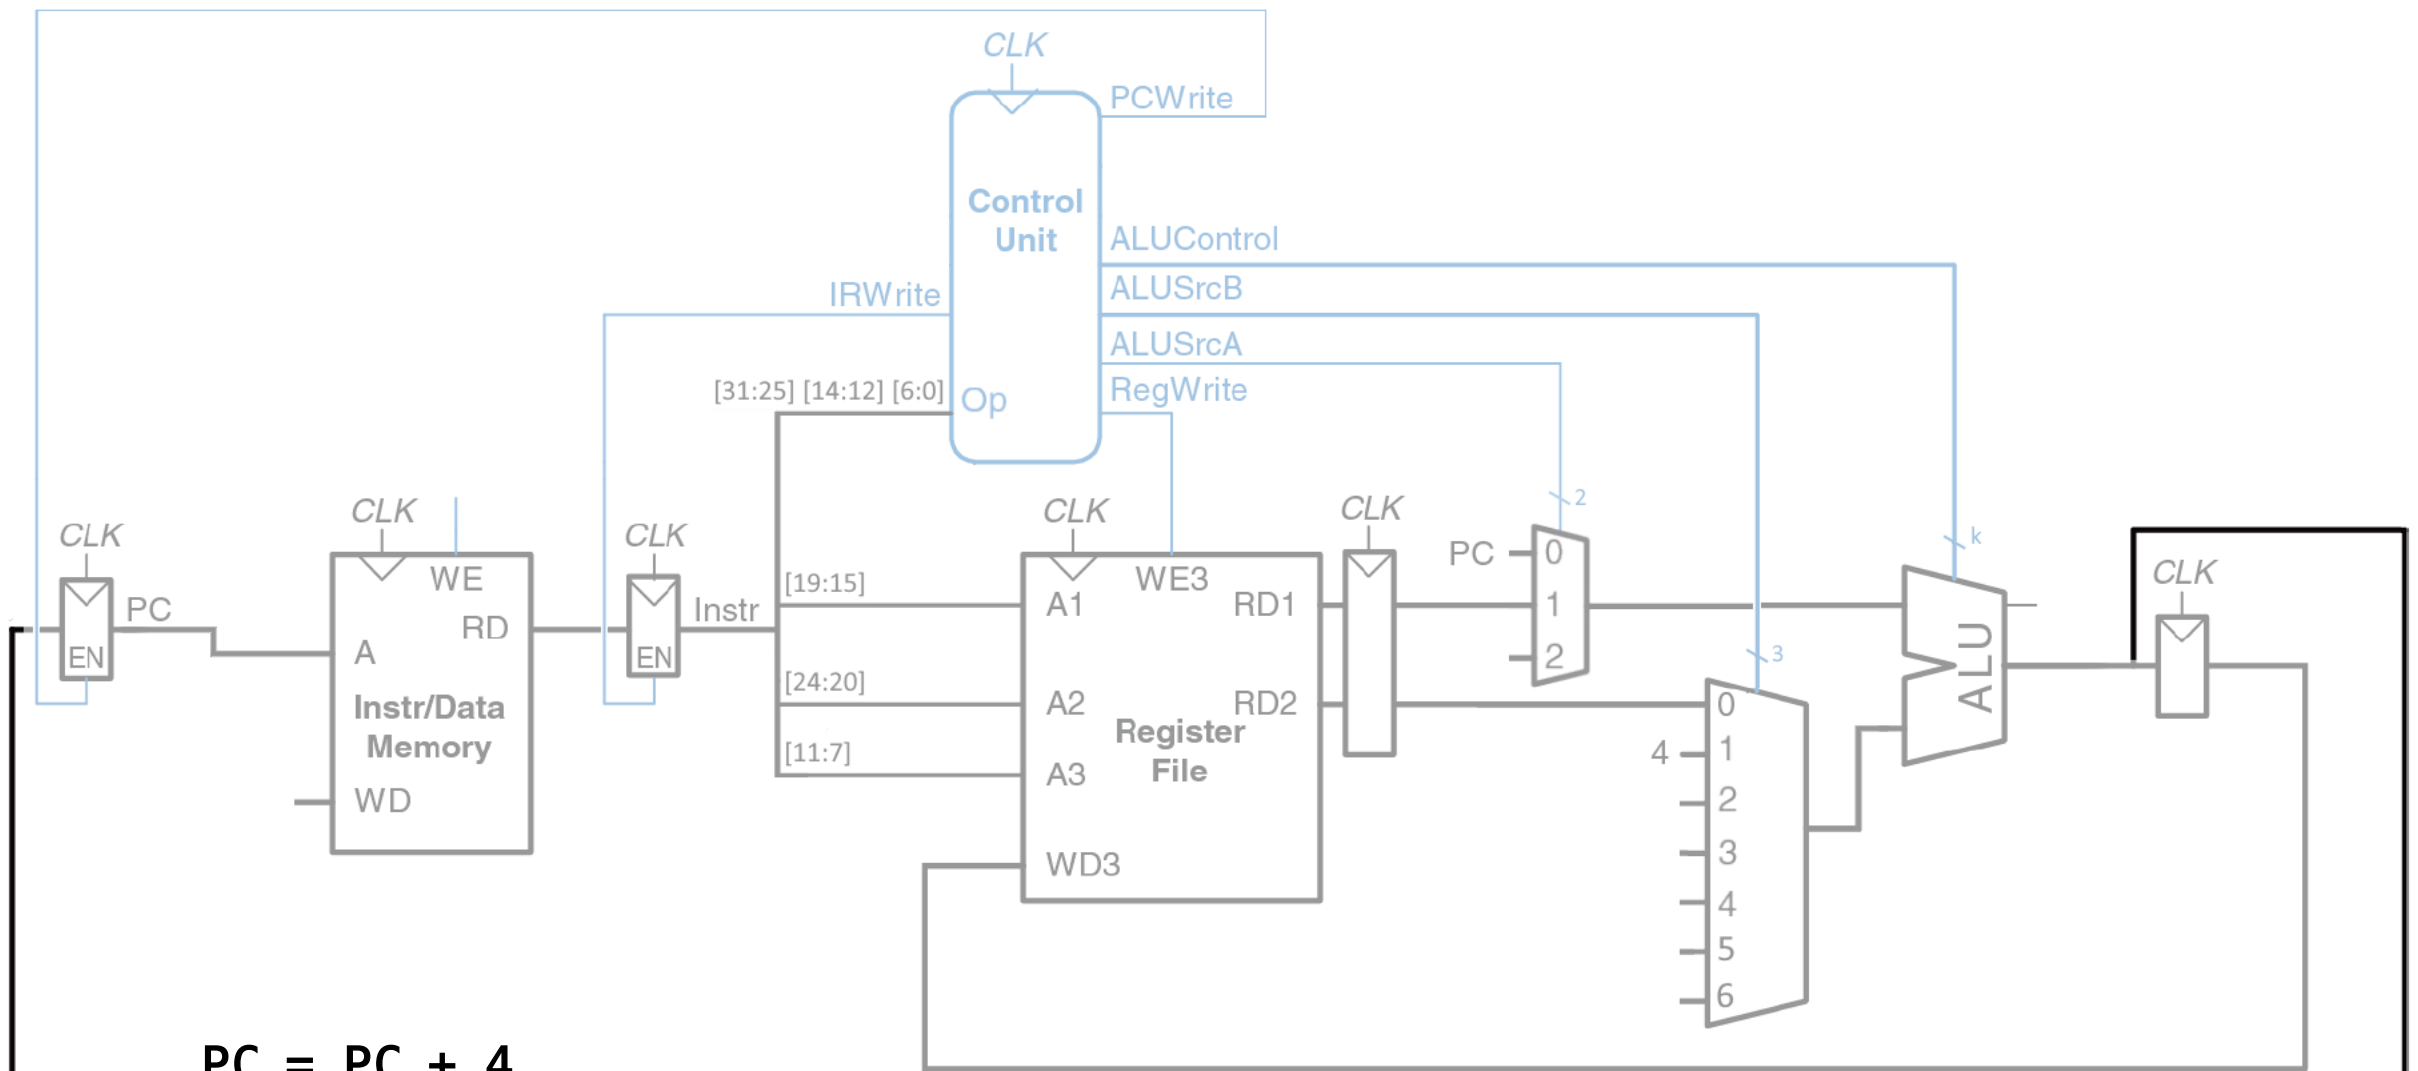 CLK
PCWrite
Control
Unit
ALUControl
IRWrite
ALUSrcB
ALUSrcA
[31:25] [14:12] [6:0]
Op
RegWrite
CLK
PC
EN
CLK
WE
A
RD
Instr/Data
Memory
WD
CLK
EN
Instr
[19:15]
[24:20]
[11:7]
CLK
WE3
A1
RD1
A2
RD2
Register
File
A3
WD3
CLK
2
PC
0
1
2
3
0
4
1
2
3
4
5
6
k
ALU
CLK
PC = PC + 4